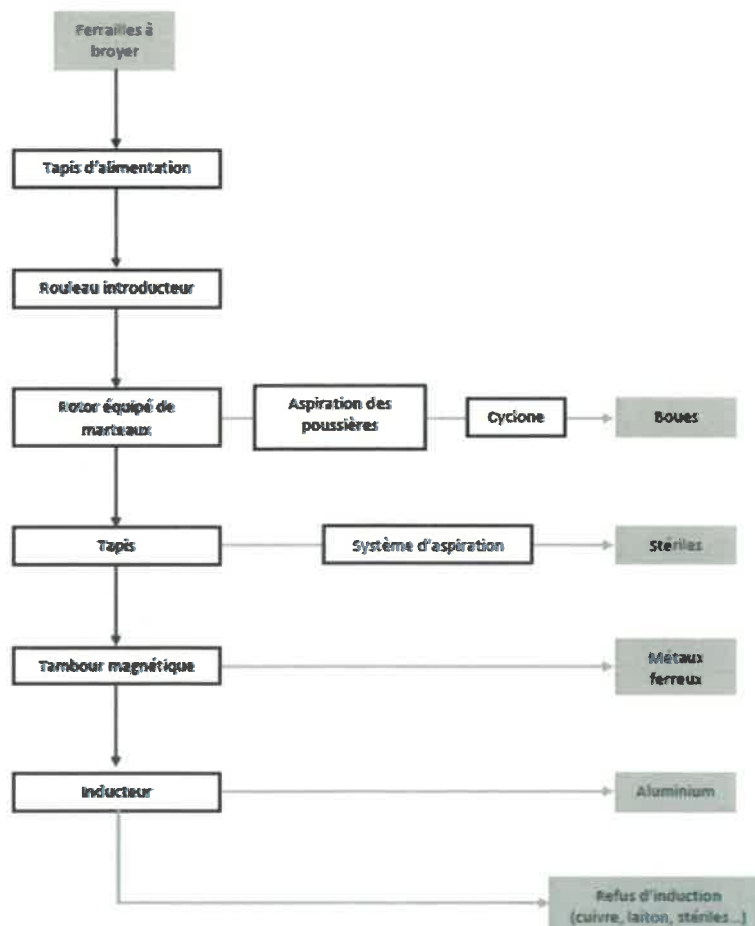 Ferrailles à
broyer
Tapis d'alimentation
Rouleau introducteur
Rotor équipé de
marteaux
Aspiration des
poussières
Cyclone
Boues
Tapis
Système d'aspiration
Stériles
Tambour magnétique
Métaux
ferreux
Inducteur
Aluminium
Refus d'induction
(cuivre, laiton, stériles...)